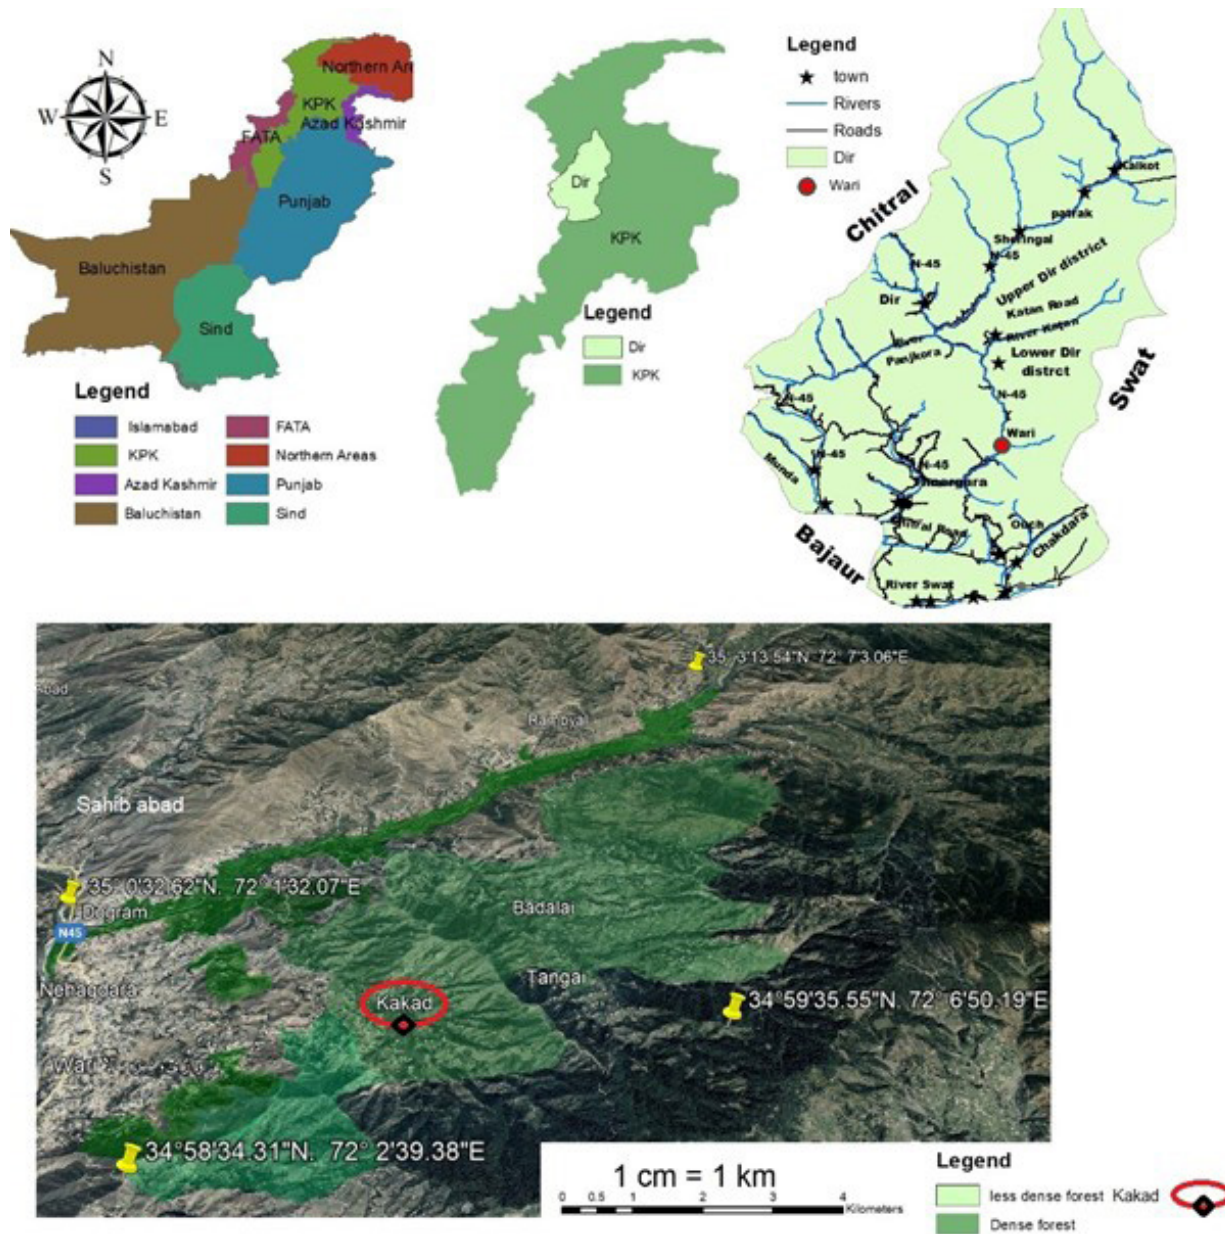 N
W E
S
Northern Ar
KPK
Azad Kashmir
FATA
Punjab
Baluchistan
Sind
Legend
Islamabad
FATA
KPK
Northern Areas
Azad Kashmir
Punjab
Baluchistan
Sind
Dir
KPK
Legend
Dir
KPK
Legend
town
Rivers
Roads
Dir
Wari
Chitral
Kalkot
patrak
Sheringal
N-45
N-45
Upper Dir district
Dir
Katan Road
River Katan
River
Panjkora
Lower Dir
distrct
Swat
N-45
N-45
Wari
Munda
N-45
N-45
Bajaur
Ouch
Chakdara
River Swat
35° 3'13.54"N 72° 7'3.06"E
Sahib abad
35° 0'32.62"N. 72° 1'32.07"E
Dogram
N45
Badalai
Nehagdara
Tangai
Kakad
34°59'35.55"N. 72° 6'50.19"E
Wari
34°58'34.31"N. 72° 2'39.38"E
1 cm = 1 km
0 0.5 1 2 3 4
Kilometers
Legend
less dense forest Kakad
Dense forest